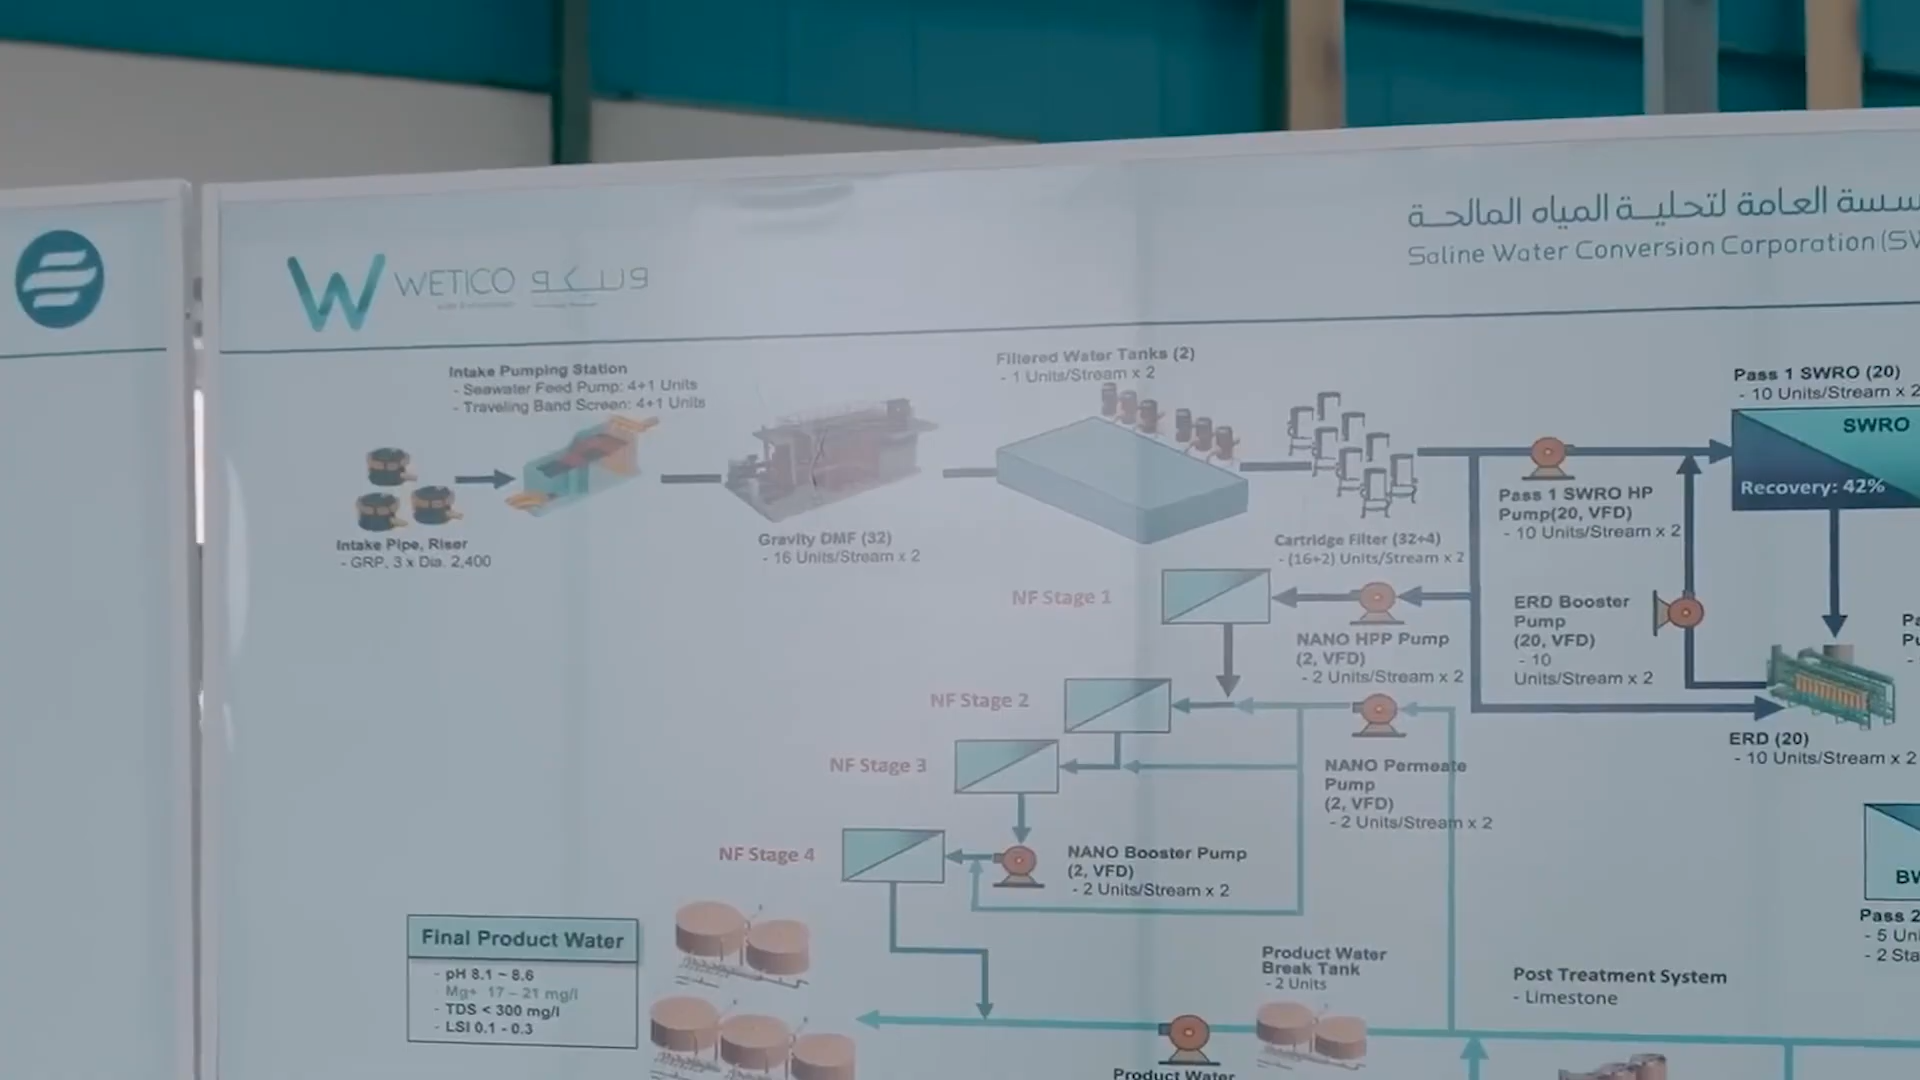 WETICO ويتكو
سسة العامة لتحلية المياه المالحة
Saline Water Conversion Corporation (SW
Intake Pumping Station
- Seawater Feed Pump: 4+1 Units
- Traveling Band Screen: 4+1 Units
Filtered Water Tanks (2)
- 1 Units/Stream x 2
Pass 1 SWRO (20)
- 10 Units/Stream x 2
SWRO
Recovery: 42%
Intake Pipe, Riser
- GRP, 3 x Dia. 2,400
Gravity DMF (32)
- 16 Units/Stream x 2
Cartridge Filter (32+4)
- (16+2) Units/Stream x 2
Pass 1 SWRO HP
Pump(20, VFD)
- 10 Units/Stream x 2
NF Stage 1
NANO HPP Pump
(2, VFD)
- 2 Units/Stream x 2
ERD Booster
Pump
(20, VFD)
- 10
Units/Stream x 2
Pa
Pu
-
NF Stage 2
ERD (20)
- 10 Units/Stream x 2
NF Stage 3
NANO Permeate
Pump
(2, VFD)
- 2 Units/Stream x 2
NF Stage 4
NANO Booster Pump
(2, VFD)
- 2 Units/Stream x 2
BW
Pass 2
- 5 Uni
- 2 Sta
Final Product Water
- pH 8.1 ~ 8.6
- Mg+ 17 ~ 21 mg/l
- TDS < 300 mg/l
- LSI 0.1 - 0.3
Product Water
Break Tank
- 2 Units
Post Treatment System
- Limestone
Product Water